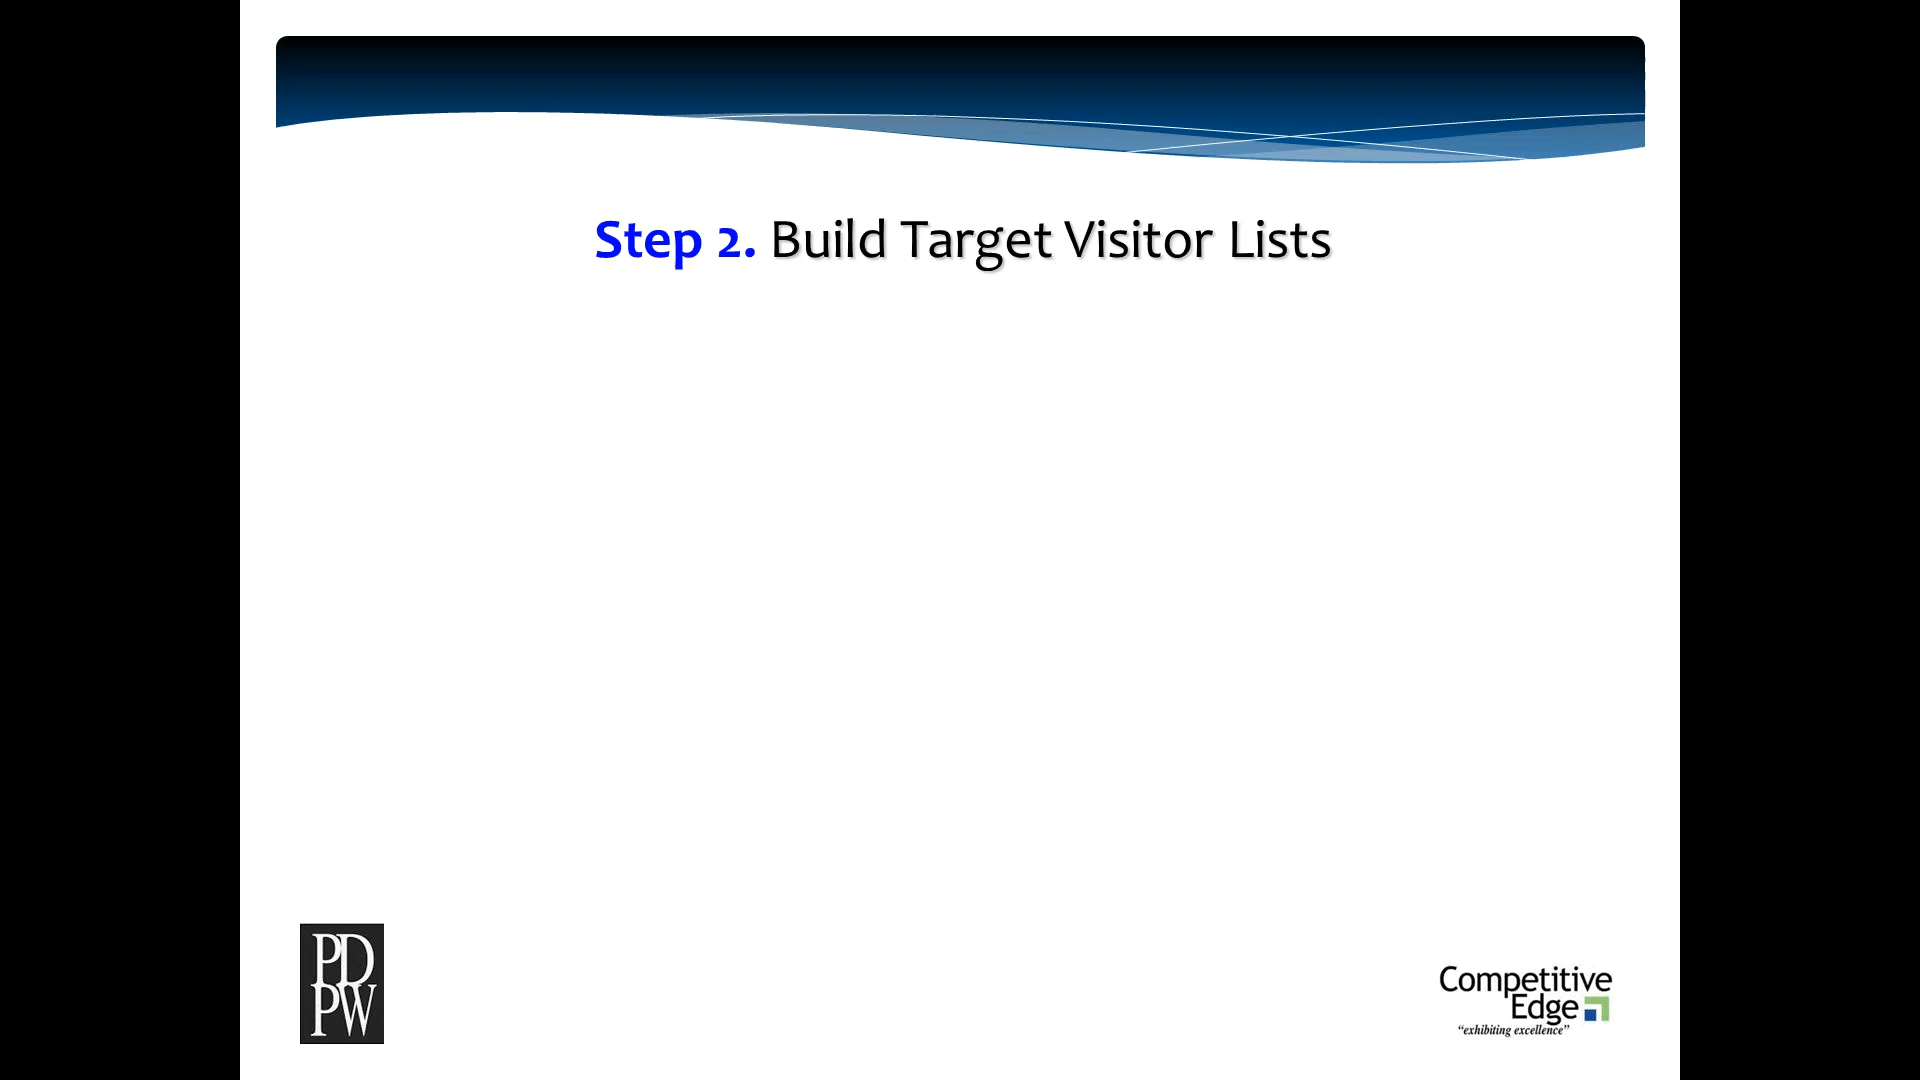 Step 2. Build Target Visitor Lists
PD
PW
Competitive
Edge
“exhibiting excellence”